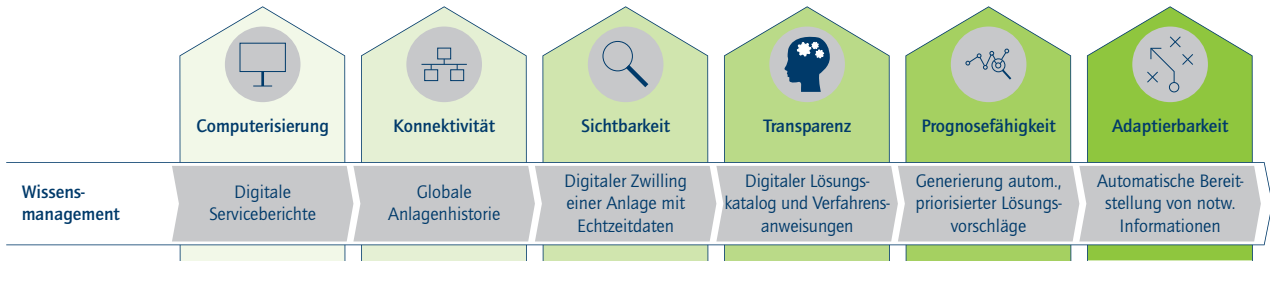 Computerisierung
Konnektivität
Sichtbarkeit
Transparenz
Prognosefähigkeit
Adaptierbarkeit
Wissens-
management
Digitale
Serviceberichte
Globale
Anlagenhistorie
Digitaler Zwilling
einer Anlage mit
Echtzeitdaten
Digitaler Lösungs-
katalog und Verfahrens-
anweisungen
Generierung autom.,
priorisierter Lösungs-
vorschläge
Automatische Bereit-
stellung von notw.
Informationen